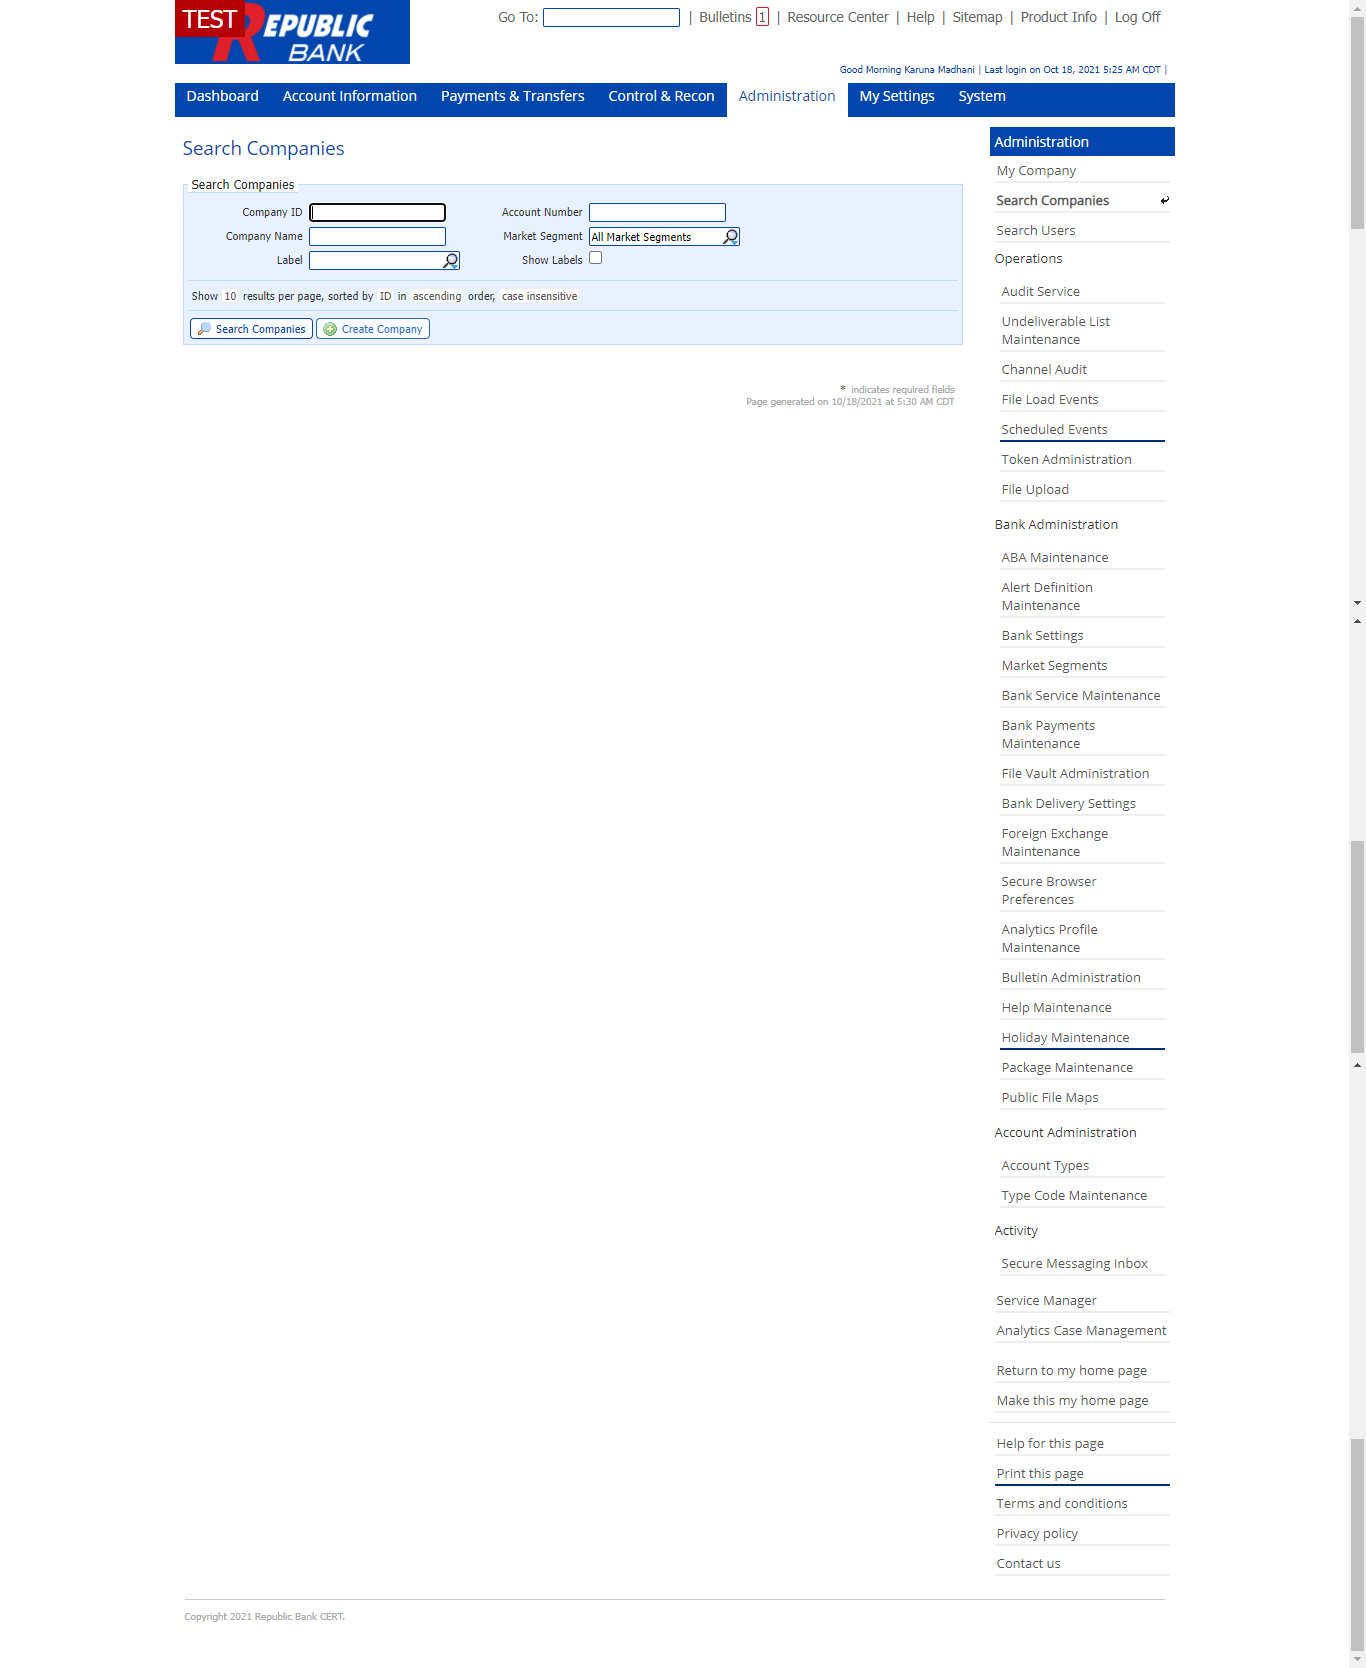 TEST
REPUBLIC
BANK
Go To: | Bulletins 1 | Resource Center | Help | Sitemap | Product Info | Log Off
Good Morning Karuna Madhani | Last login on Oct 18, 2021 5:25 AM CDT |
Dashboard Account Information Payments & Transfers Control & Recon Administration My Settings System
Search Companies
Search Companies
Company ID Account Number
Company Name Market Segment All Market Segments
Label Show Labels
Show 10 results per page, sorted by ID in ascending order, case insensitive
Search Companies Create Company
* indicates required fields
Page generated on 10/18/2021 at 5:30 AM CDT
Administration
My Company
Search Companies
Search Users
Operations
Audit Service
Undeliverable List
Maintenance
Channel Audit
File Load Events
Scheduled Events
Token Administration
File Upload
Bank Administration
ABA Maintenance
Alert Definition
Maintenance
Bank Settings
Market Segments
Bank Service Maintenance
Bank Payments
Maintenance
File Vault Administration
Bank Delivery Settings
Foreign Exchange
Maintenance
Secure Browser
Preferences
Analytics Profile
Maintenance
Bulletin Administration
Help Maintenance
Holiday Maintenance
Package Maintenance
Public File Maps
Account Administration
Account Types
Type Code Maintenance
Activity
Secure Messaging Inbox
Service Manager
Analytics Case Management
Return to my home page
Make this my home page
Help for this page
Print this page
Terms and conditions
Privacy policy
Contact us
Copyright 2021 Republic Bank CERT.